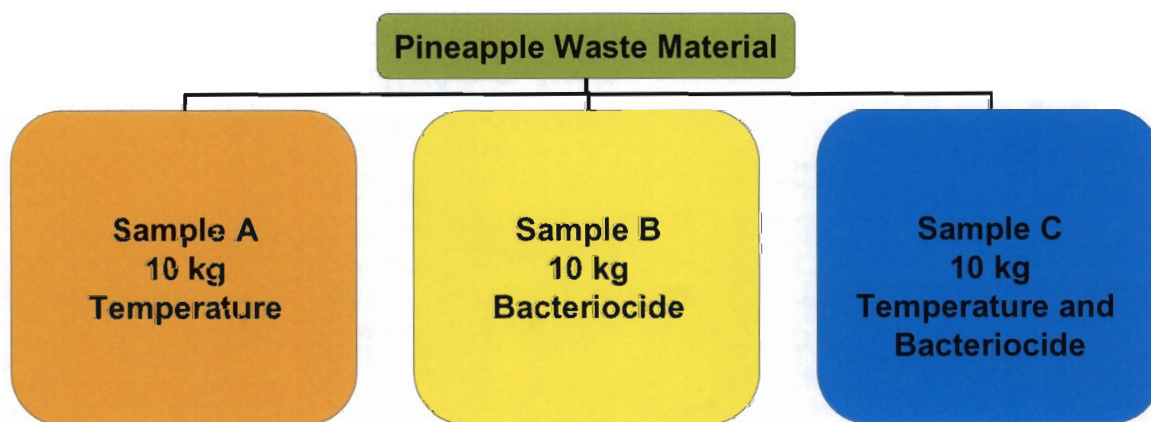 Pineapple Waste Material
Sample A
10 kg
Temperature
Sample B
10 kg
Bacteriocide
Sample C
10 kg
Temperature and
Bacteriocide